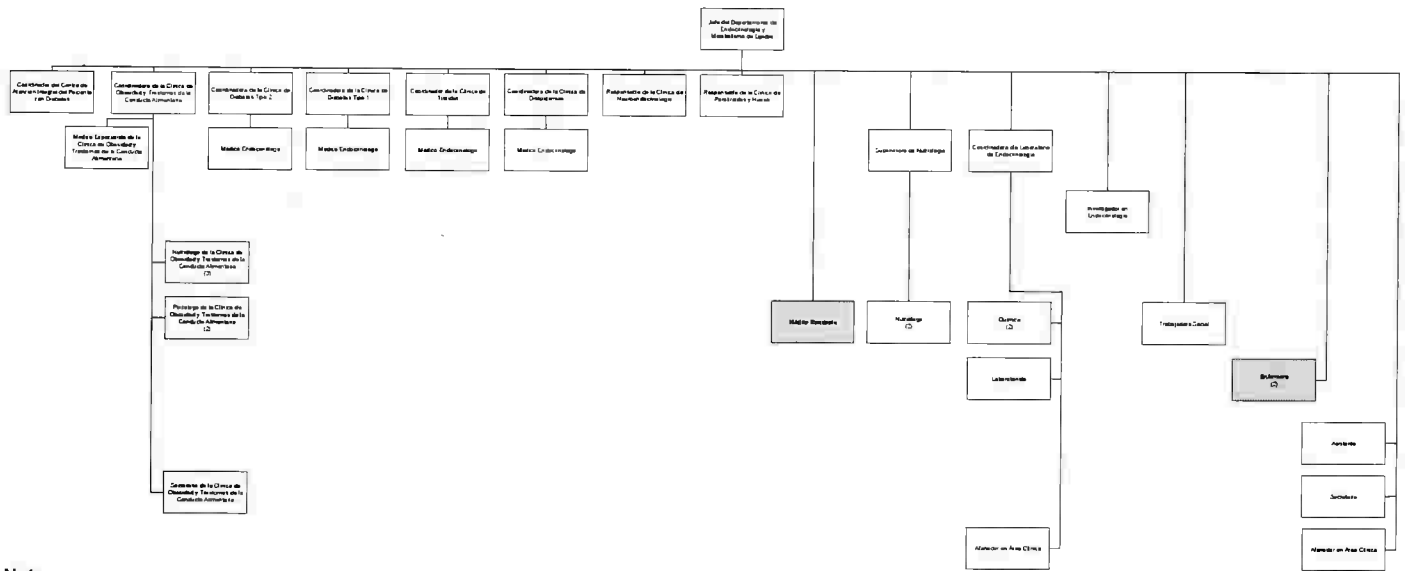 Jefe del Departamento de
Endocrinología y
Metabolismo de Lípidos
Coordinador del Centro de
Atención Integral del Paciente
con Diabetes
Coordinadora de la Clínica de
Obesidad y Trastornos de la
Conducta Alimentaria
Coordinadora de la Clínica de
Diabetes Tipo 2
Coordinadora de la Clínica de
Diabetes Tipo 1
Coordinador de la Clínica de
Tiroides
Coordinadora de la Clínica de
Dislipidemias
Responsable de la Clínica de
Neuroendocrinología
Responsable de la Clínica de
Paratiroides y Hueso
Médico Especialista de la
Clínica de Obesidad y
Trastornos de la Conducta
Alimentaria
Médico Endocrinólogo
Médico Endocrinólogo
Médico Endocrinólogo
Médico Endocrinólogo
Supervisora de Nutriología
Coordinadora de Laboratorio
de Endocrinología
Investigador en
Endocrinología
Nutriólogo de la Clínica de
Obesidad y Trastornos de la
Conducta Alimentaria
(2)
Psicólogo de la Clínica de
Obesidad y Trastornos de la
Conducta Alimentaria
(2)
Médico Residente
Nutriólogo
Químico
(2)
Trabajadora Social
Laboratorista
Enfermera
(2)
Asistente
Secretaria de la Clínica de
Obesidad y Trastornos de la
Conducta Alimentaria
Secretaria
Afanador en Área Clínica
Afanador en Área Clínica